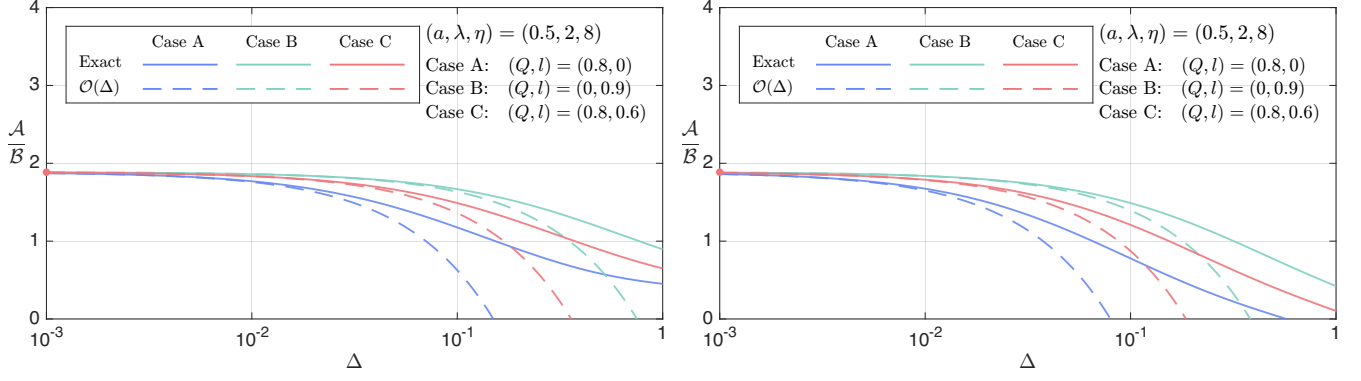 4
3
2
1
0
𝒜/ℬ
10⁻³
10⁻²
10⁻¹
1
Δ
Case A Case B Case C
Exact
𝒪(Δ)
(a, λ, η) = (0.5, 2, 8)
Case A: (Q, l) = (0.8, 0)
Case B: (Q, l) = (0, 0.9)
Case C: (Q, l) = (0.8, 0.6)
4
3
2
1
0
𝒜/ℬ
10⁻³
10⁻²
10⁻¹
1
Δ
Case A Case B Case C
Exact
𝒪(Δ)
(a, λ, η) = (0.5, 2, 8)
Case A: (Q, l) = (0.8, 0)
Case B: (Q, l) = (0, 0.9)
Case C: (Q, l) = (0.8, 0.6)